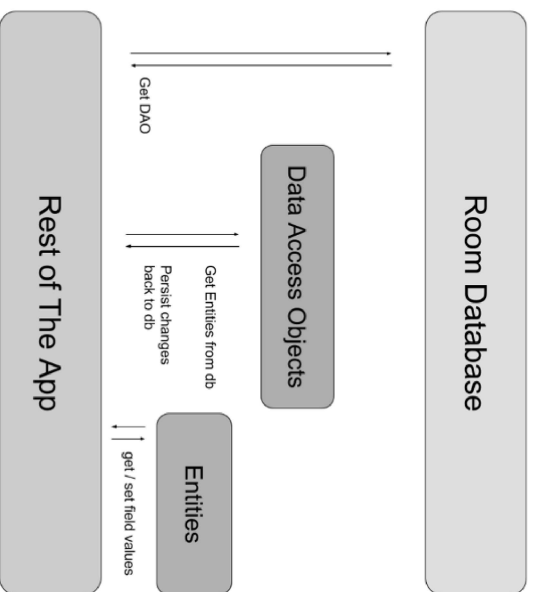 Room Database
Data Access Objects
Get DAO
Get Entities from db
Persist changes
back to db
Entities
get / set field values
Rest of The App